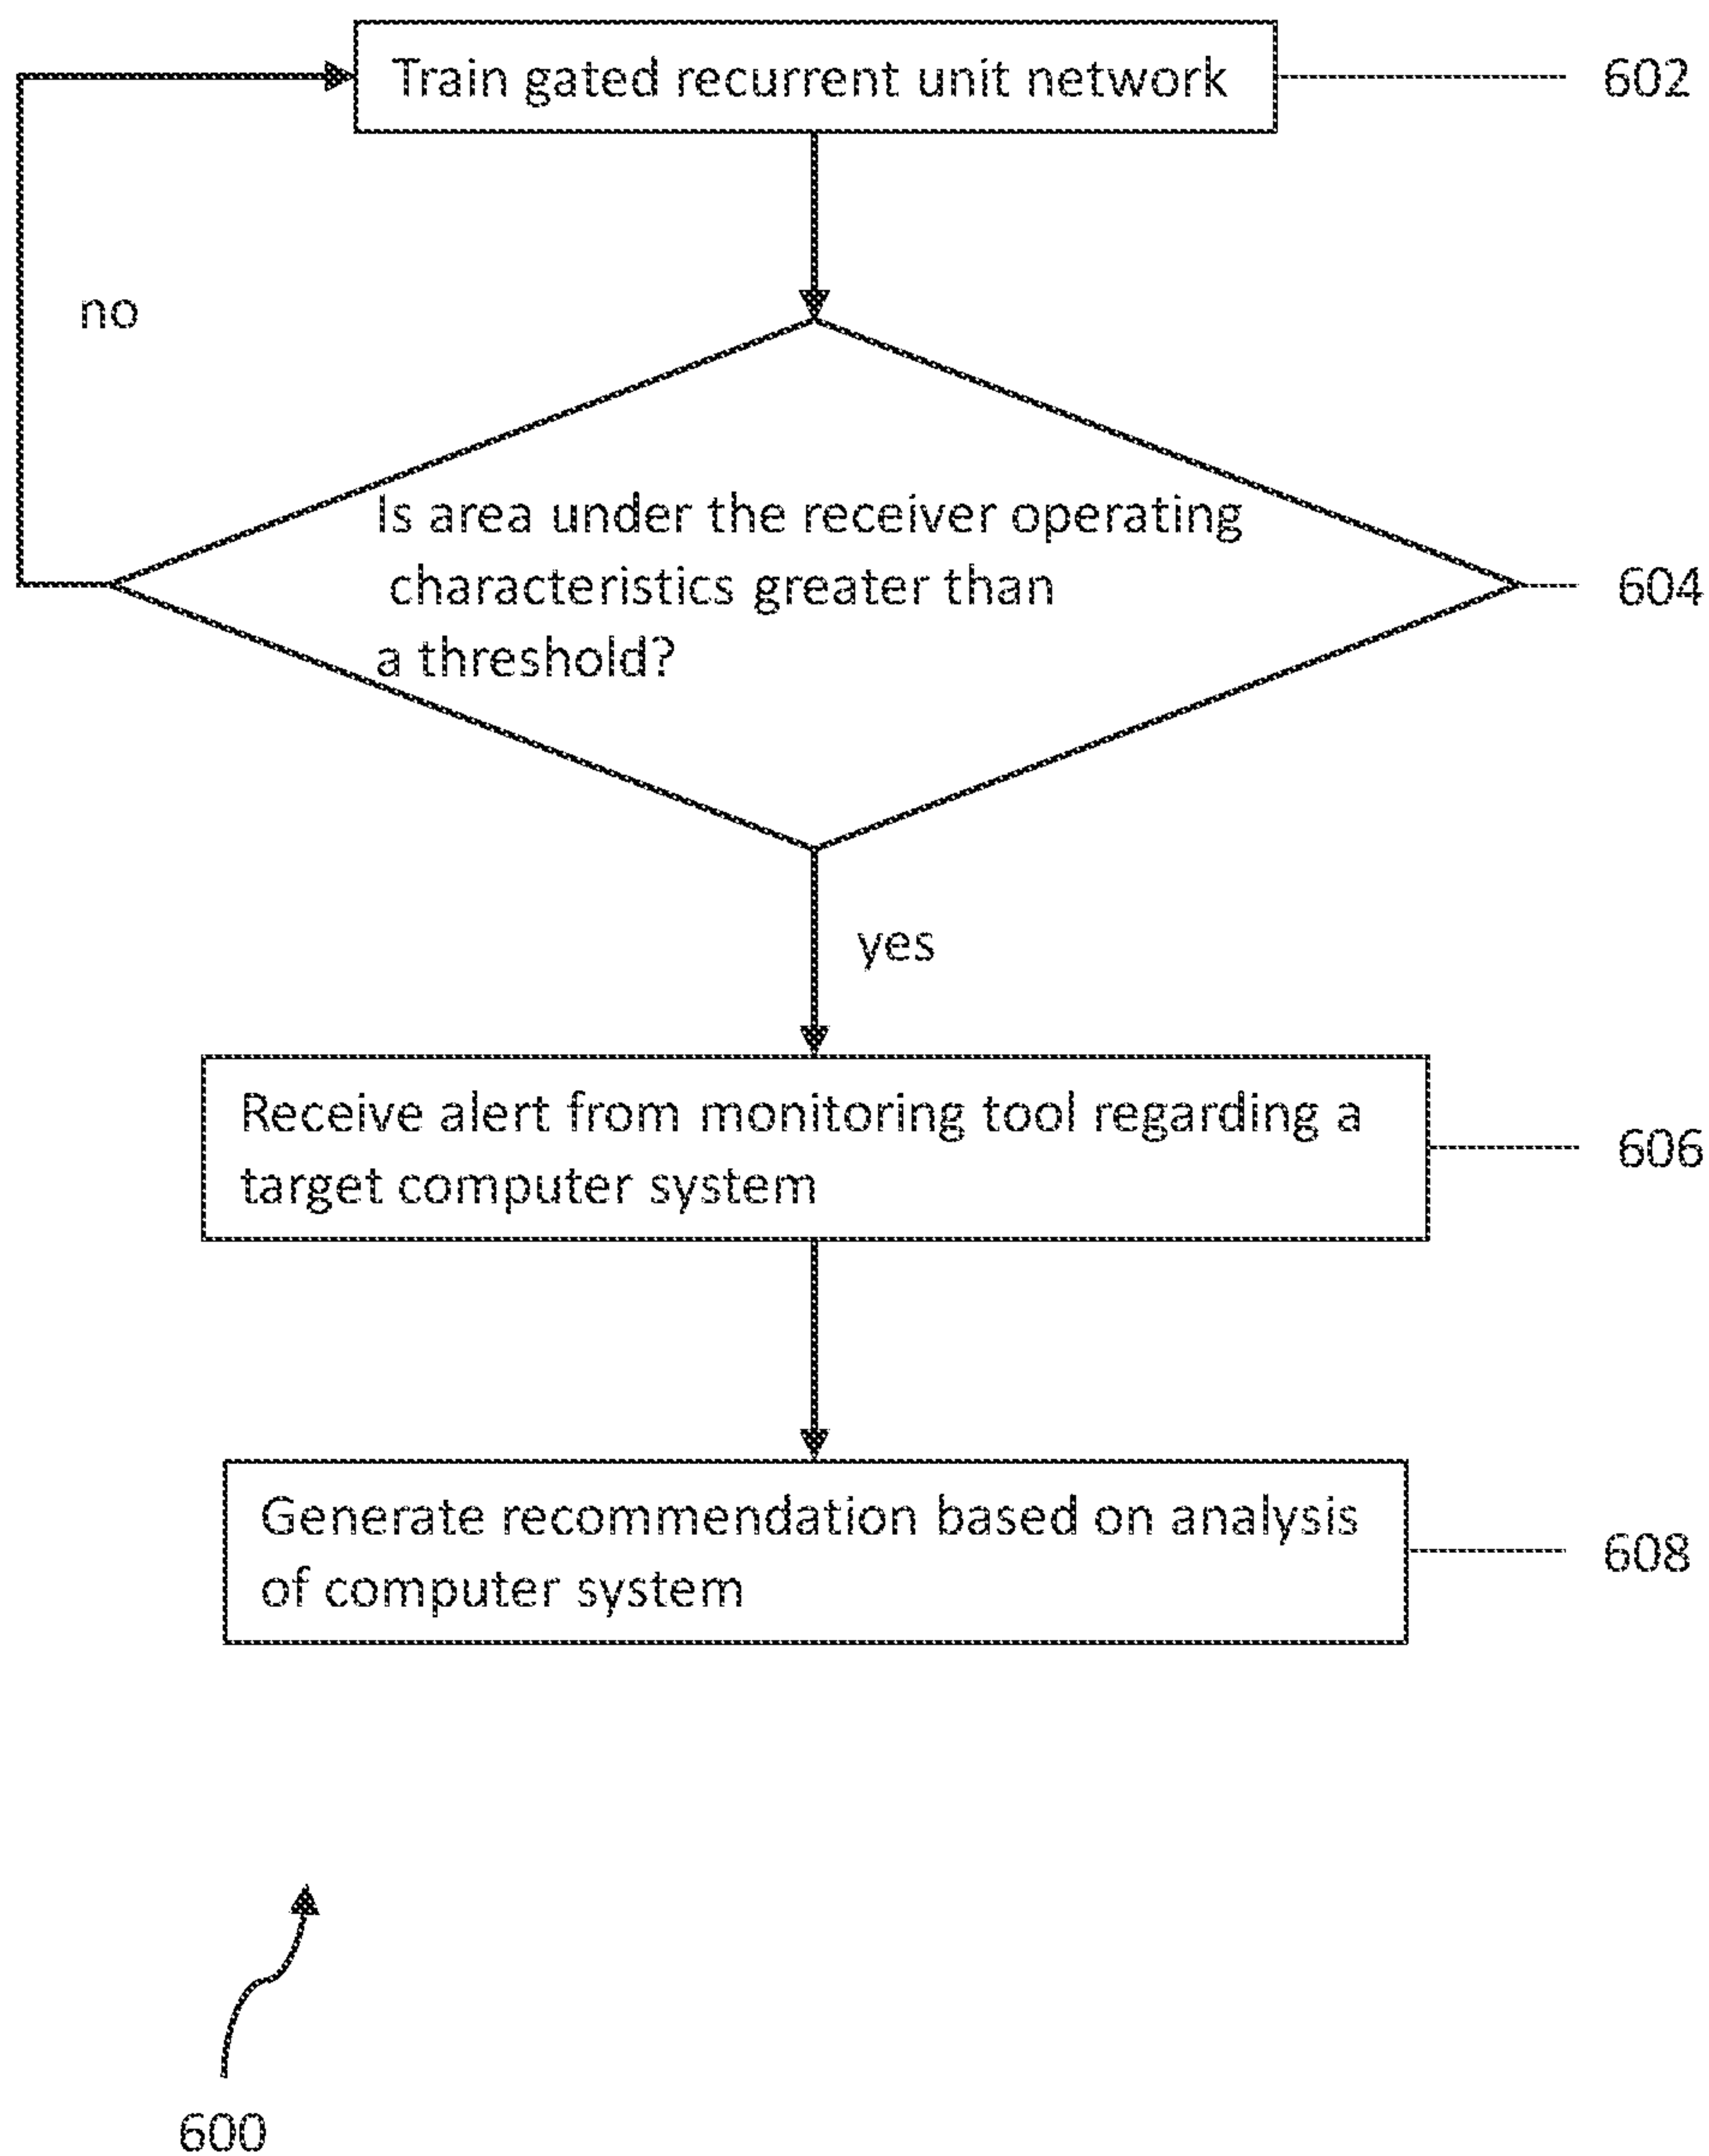 Train gated recurrent unit network
602
no
Is area under the receiver operating
characteristics greater than
a threshold?
604
yes
Receive alert from monitoring tool regarding a
target computer system
606
Generate recommendation based on analysis
of computer system
608
600